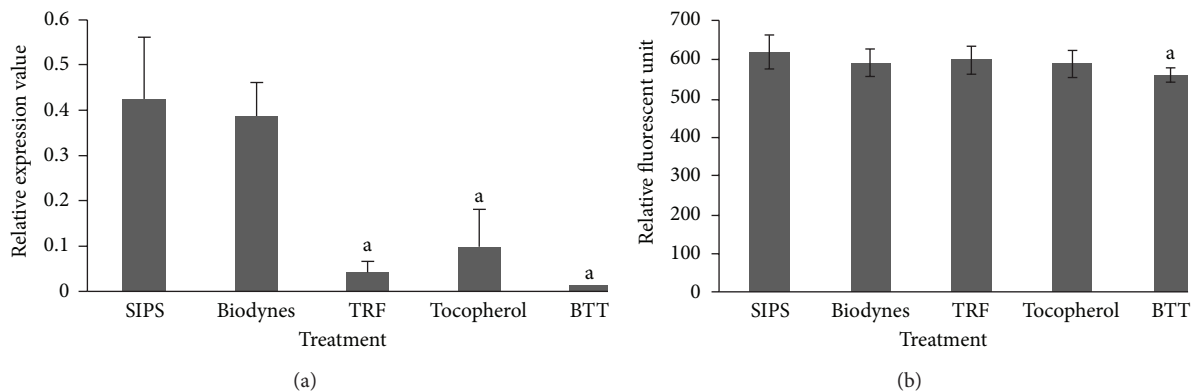 0.6
0.5
0.4
0.3
0.2
0.1
0
Relative expression value
a
a
a
SIPS Biodynes TRF Tocopherol BTT
Treatment
(a)
700
600
500
400
300
200
100
0
Relative fluorescent unit
a
SIPS Biodynes TRF Tocopherol BTT
Treatment
(b)